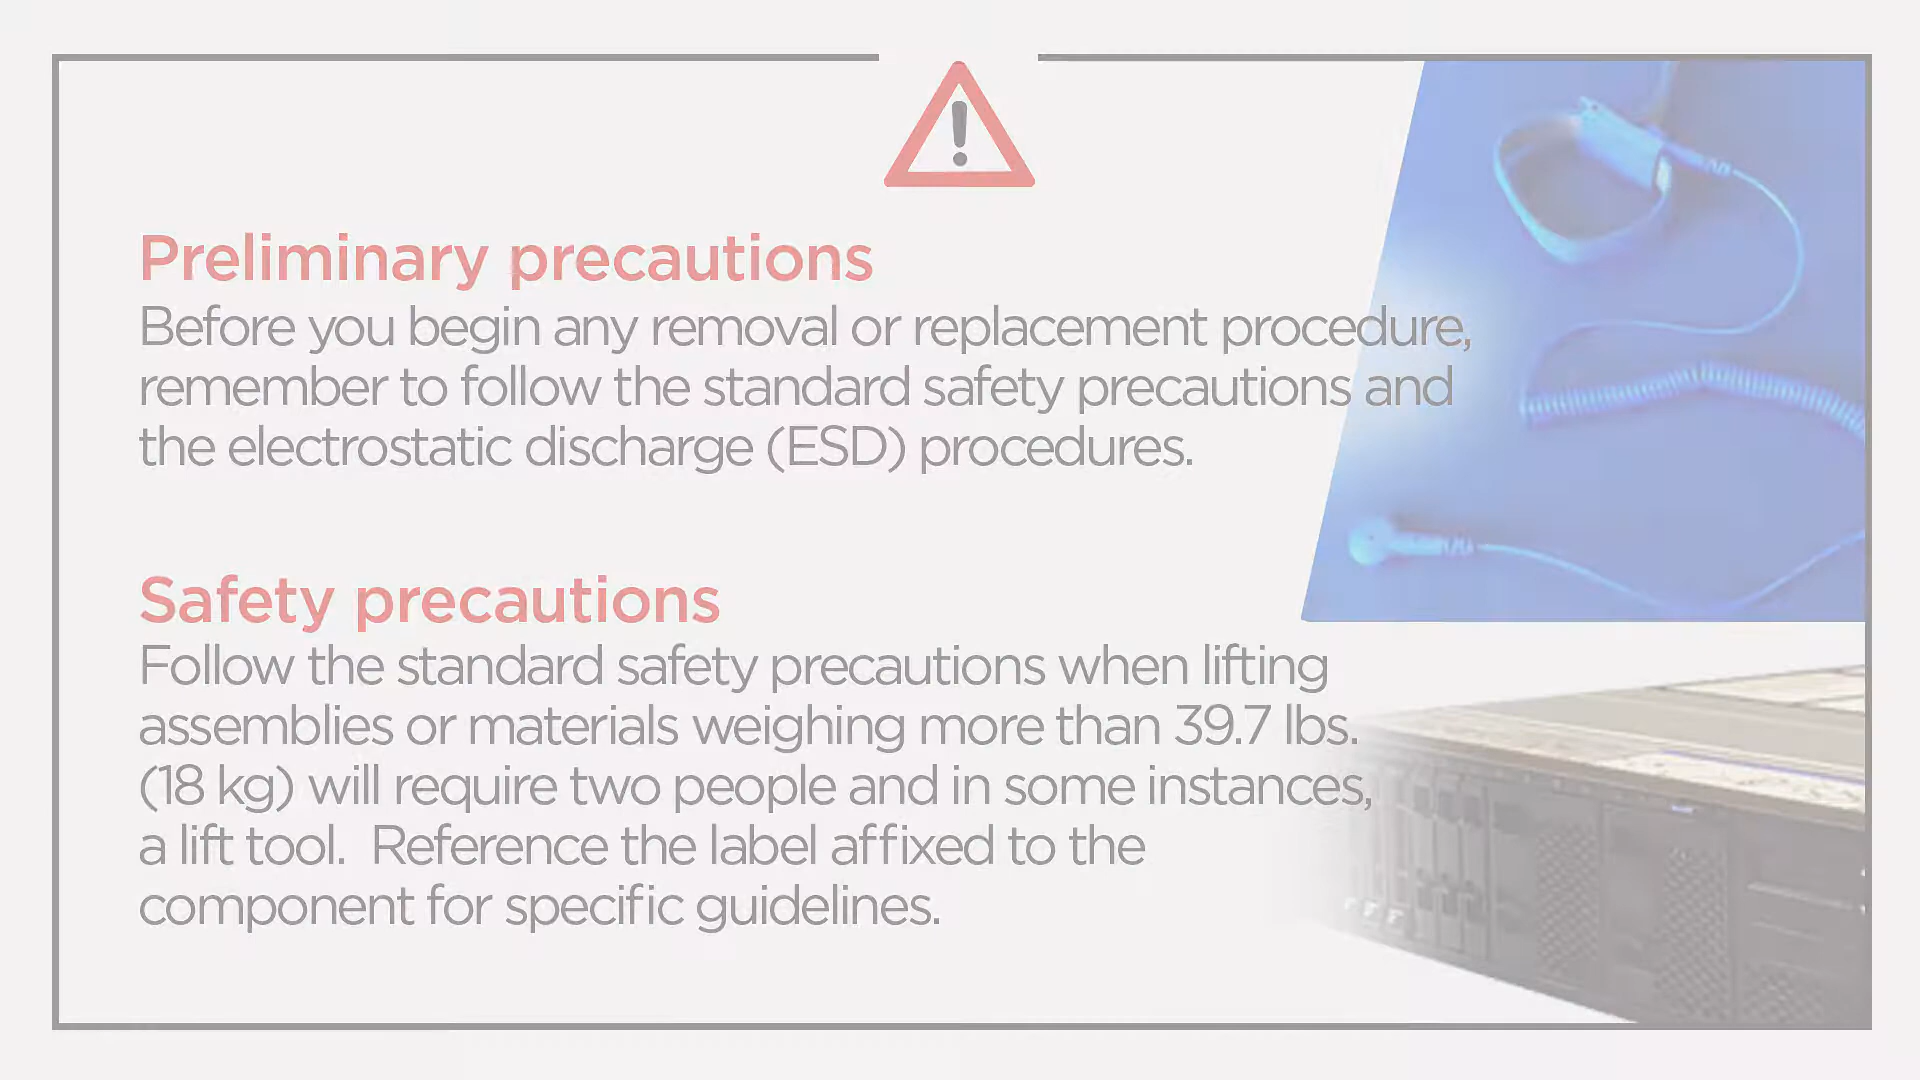 Preliminary precautions
Before you begin any removal or replacement procedure,
remember to follow the standard safety precautions and
the electrostatic discharge (ESD) procedures.
Safety precautions
Follow the standard safety precautions when lifting
assemblies or materials weighing more than 39.7 lbs.
(18 kg) will require two people and in some instances,
a lift tool.  Reference the label affixed to the
component for specific guidelines.